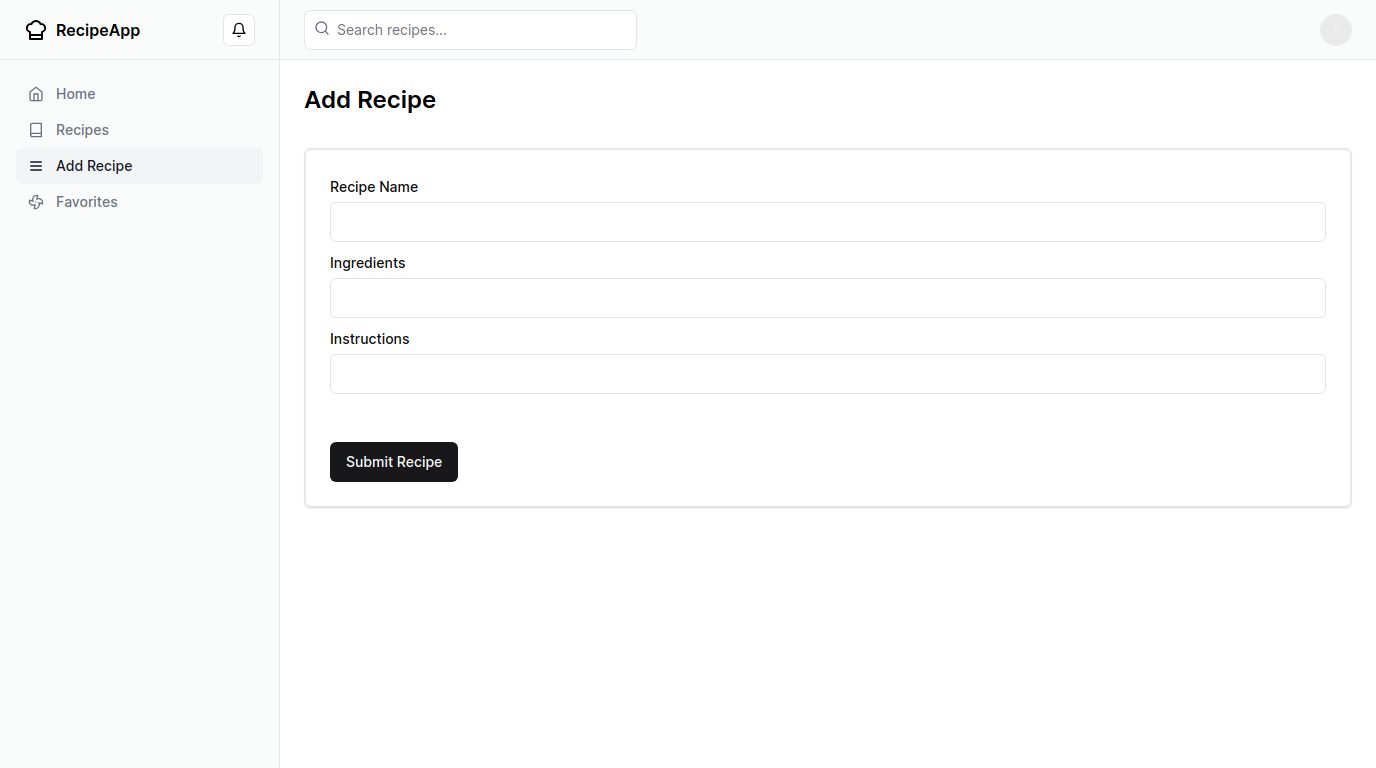 RecipeApp
Search recipes...
Home
Recipes
Add Recipe
Favorites
Add Recipe
Recipe Name
Ingredients
Instructions
Submit Recipe